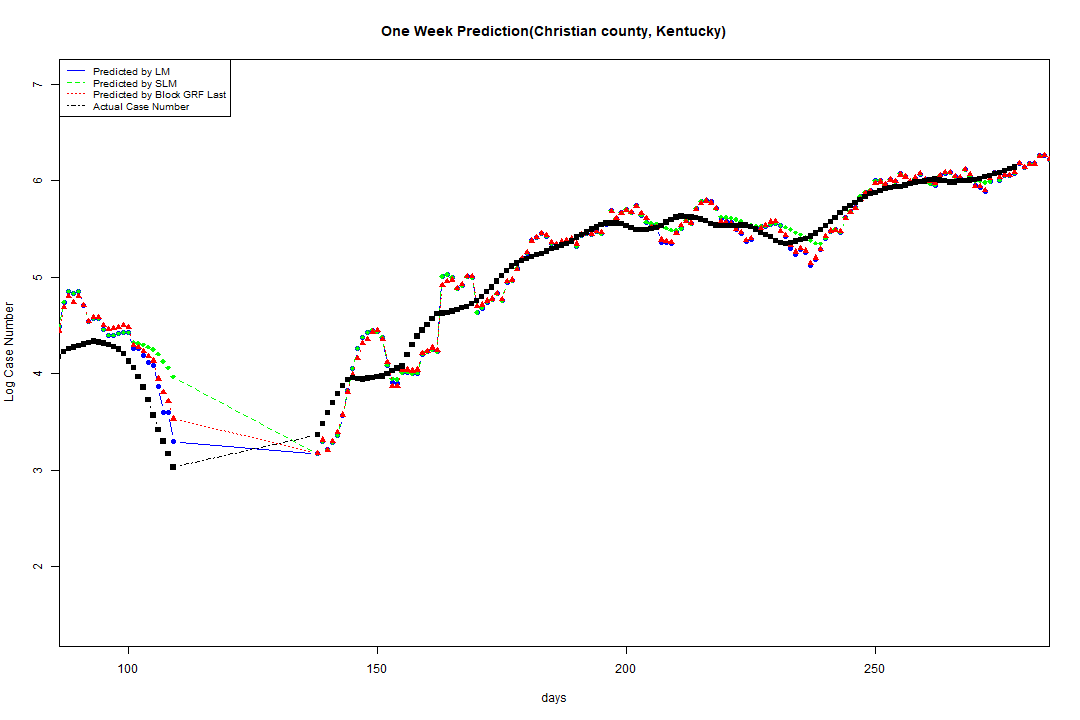 One Week Prediction(Christian county, Kentucky)
Predicted by LM
Predicted by SLM
Predicted by Block GRF Last
Actual Case Number
7
6
5
4
3
2
Log Case Number
100 150 200 250
days